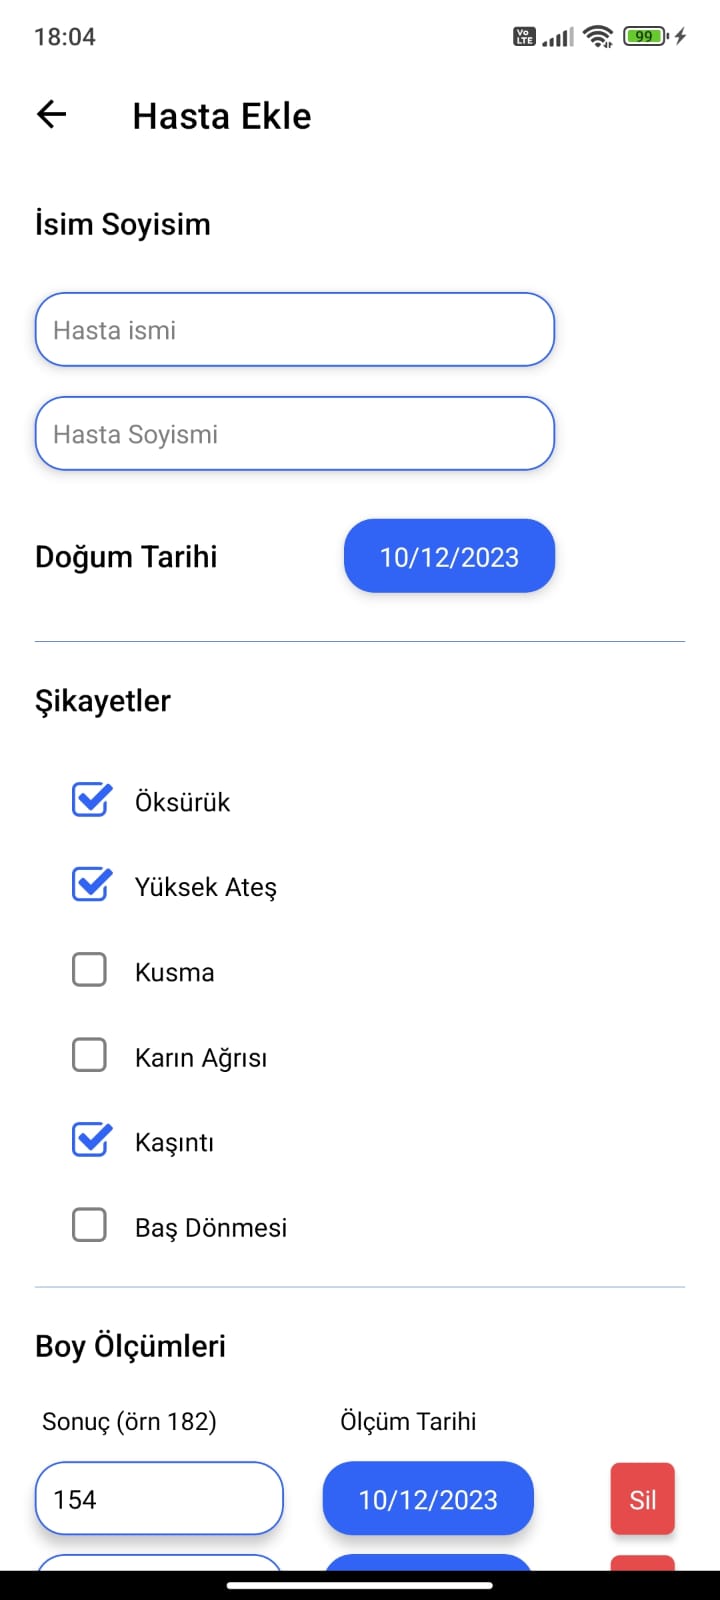 18:04
Vo LTE
99
Hasta Ekle
İsim Soyisim
Hasta ismi
Hasta Soyismi
Doğum Tarihi 10/12/2023
Şikayetler
Öksürük
Yüksek Ateş
Kusma
Karın Ağrısı
Kaşıntı
Baş Dönmesi
Boy Ölçümleri
Sonuç (örn 182) Ölçüm Tarihi
154 10/12/2023 Sil